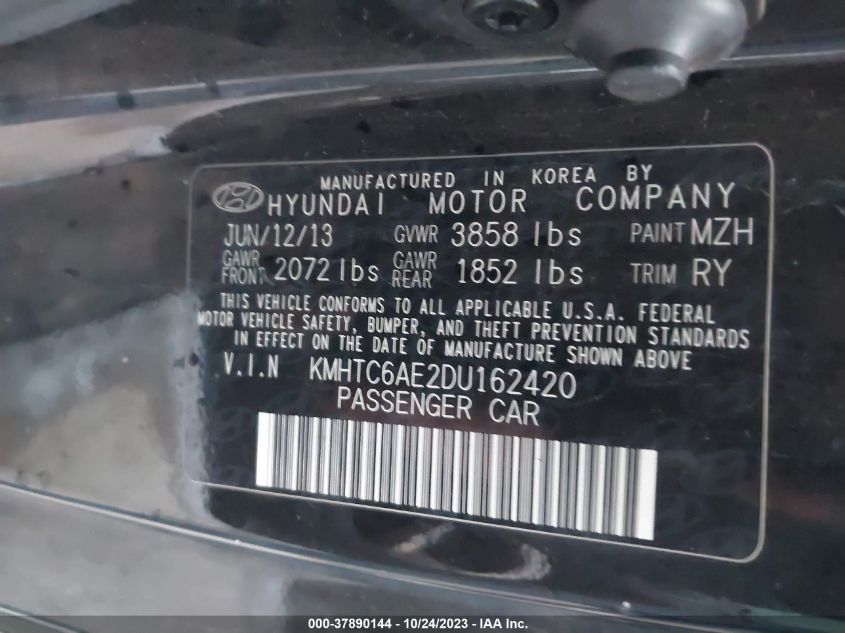 MANUFACTURED IN KOREA BY
HYUNDAI MOTOR COMPANY
JUN/12/13 GVWR 3858 lbs PAINT MZH
GAWR FRONT 2072 lbs GAWR REAR 1852 lbs TRIM RY
THIS VEHICLE CONFORMS TO ALL APPLICABLE U.S.A. FEDERAL
MOTOR VEHICLE SAFETY, BUMPER, AND THEFT PREVENTION STANDARDS
IN EFFECT ON THE DATE OF MANUFACTURE SHOWN ABOVE
V.I.N KMHTC6AE2DU162420
PASSENGER CAR
000-37890144 - 10/24/2023 - IAA Inc.